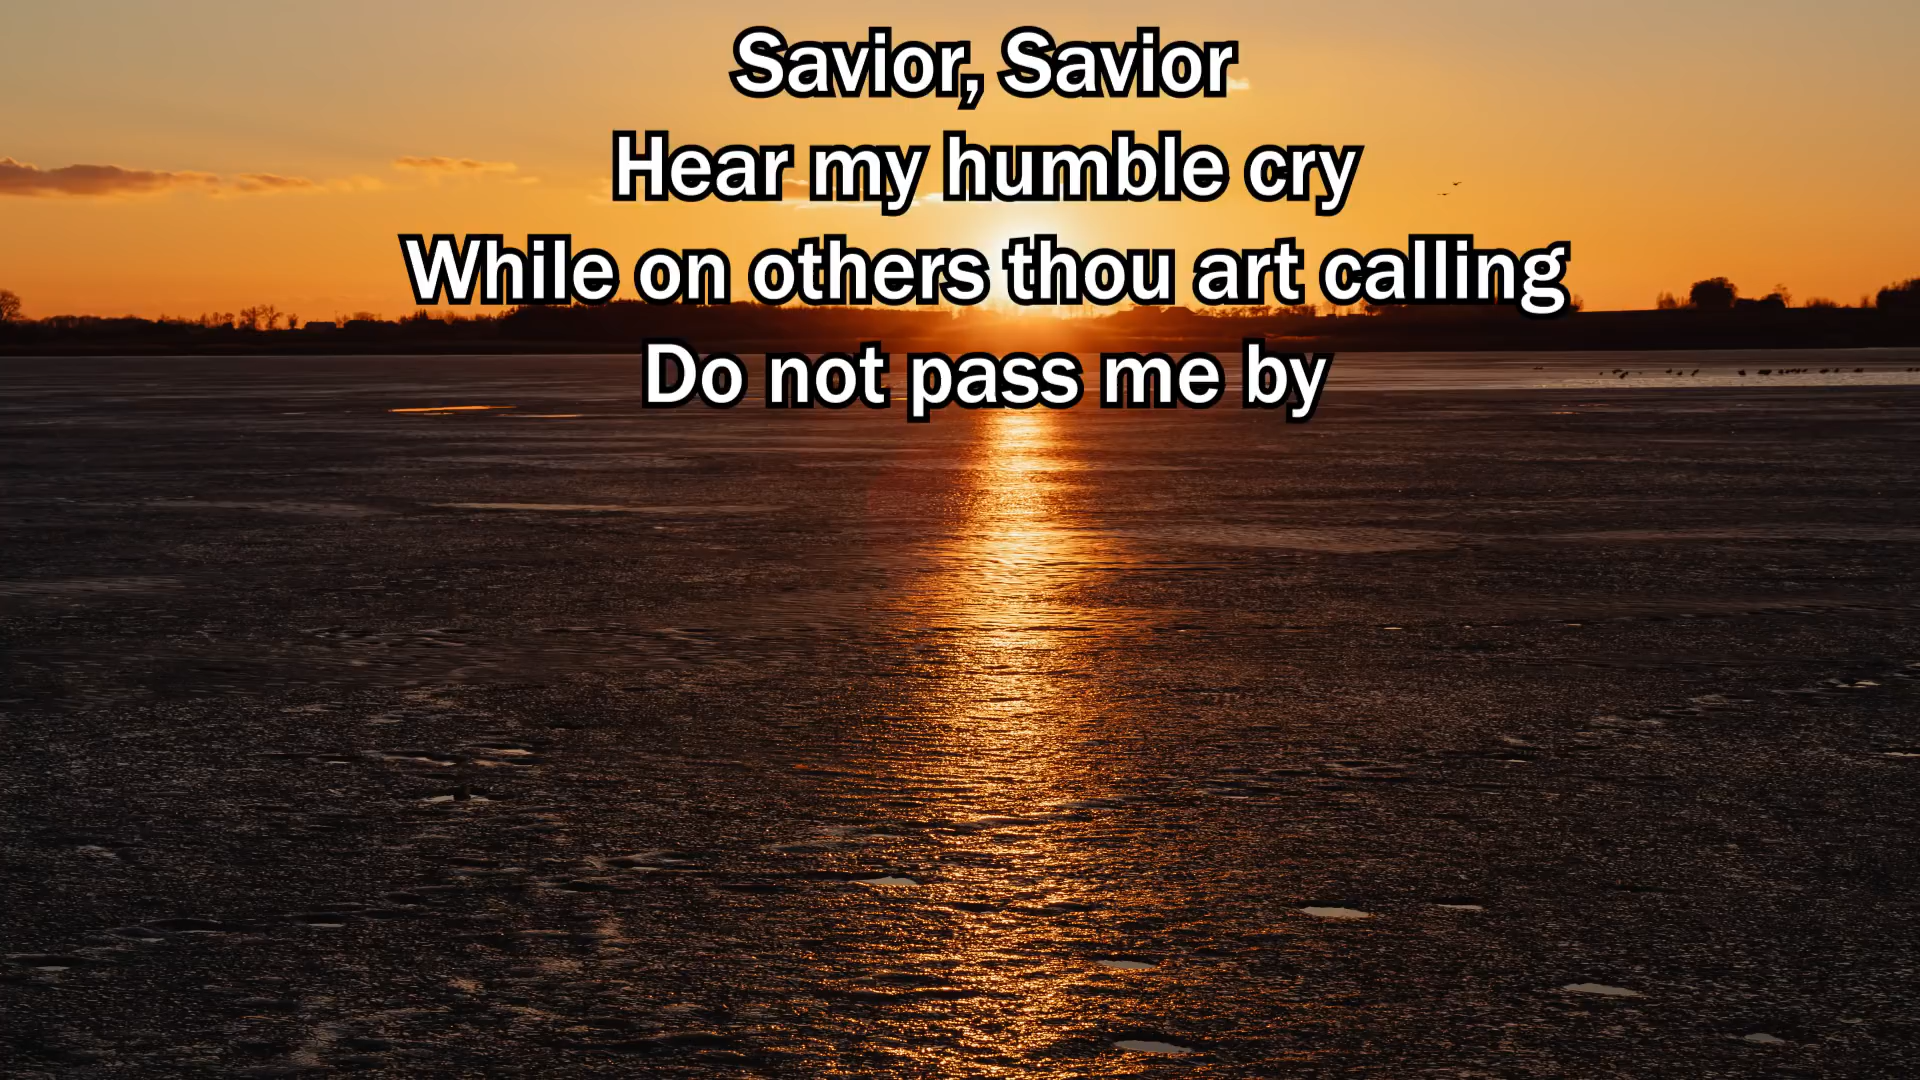 Savior, Savior
Hear my humble cry
While on others thou art calling
Do not pass me by